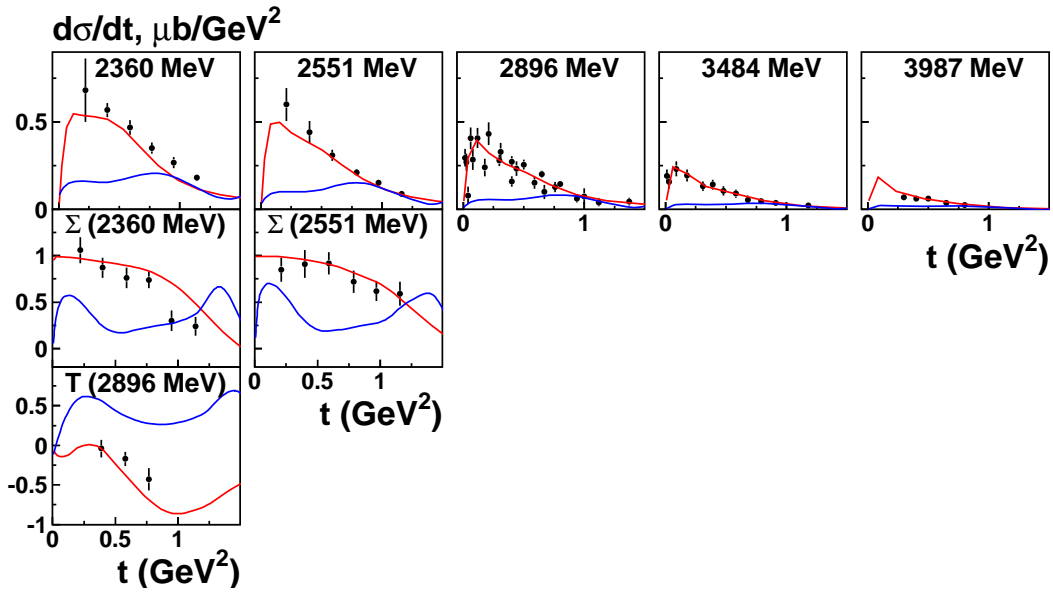 dσ/dt, μb/GeV²
2360 MeV 2551 MeV 2896 MeV 3484 MeV 3987 MeV
0.5
0
Σ (2360 MeV) Σ (2551 MeV) 0 1 0 1 0 1
1 t (GeV²)
0.5
0
T (2896 MeV) 0 0.5 1
0.5 t (GeV²)
0
-0.5
-1
0 0.5 1
t (GeV²)